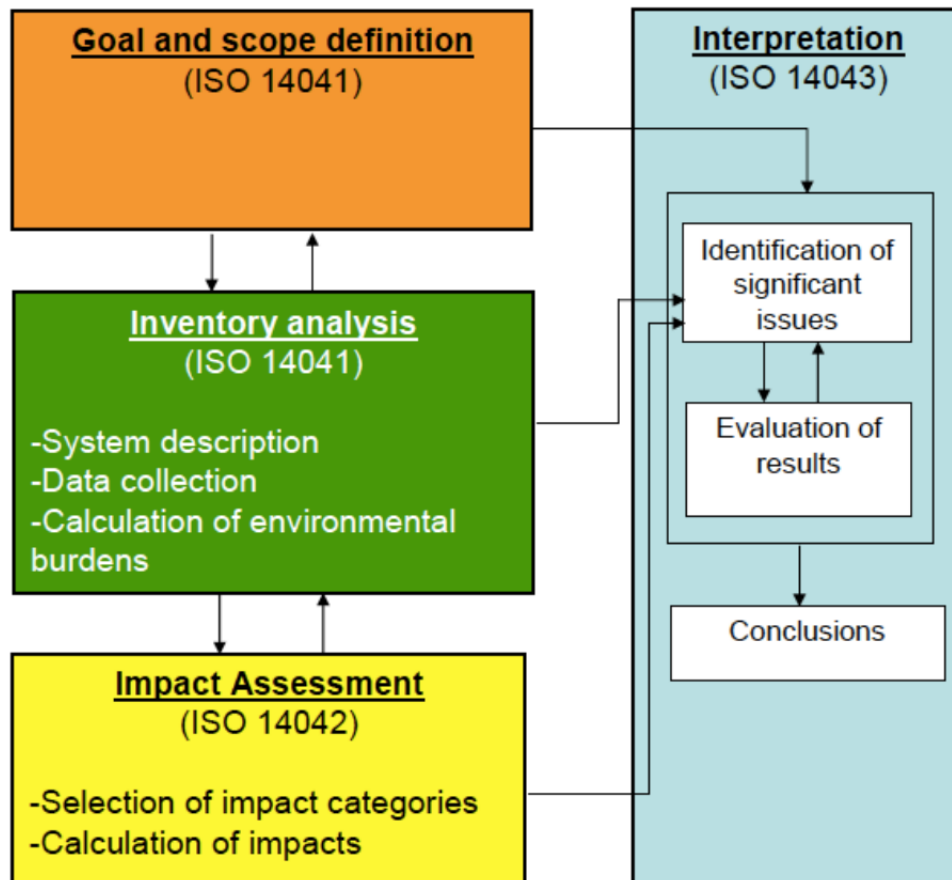 Goal and scope definition
(ISO 14041)
Inventory analysis
(ISO 14041)
-System description
-Data collection
-Calculation of environmental
burdens
Impact Assessment
(ISO 14042)
-Selection of impact categories
-Calculation of impacts
Interpretation
(ISO 14043)
Identification of
significant
issues
Evaluation of
results
Conclusions